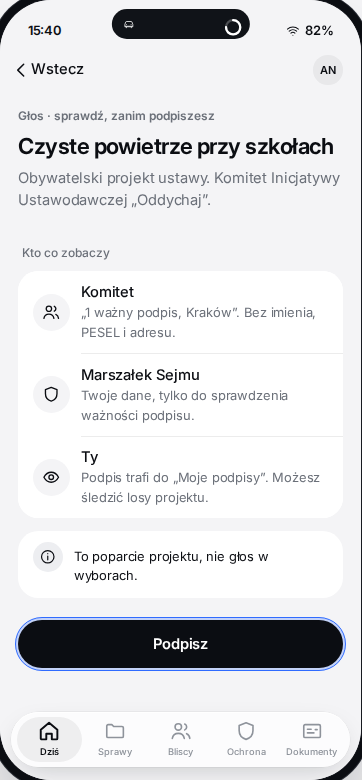 15:40
82%
Wstecz
AN
Głos · sprawdź, zanim podpiszesz
Czyste powietrze przy szkołach
Obywatelski projekt ustawy. Komitet Inicjatywy
Ustawodawczej „Oddychaj”.
Kto co zobaczy
Komitet
„1 ważny podpis, Kraków”. Bez imienia,
PESEL i adresu.
Marszałek Sejmu
Twoje dane, tylko do sprawdzenia
ważności podpisu.
Ty
Podpis trafi do „Moje podpisy”. Możesz
śledzić losy projektu.
To poparcie projektu, nie głos w
wyborach.
Podpisz
Dziś
Sprawy
Bliscy
Ochrona
Dokumenty